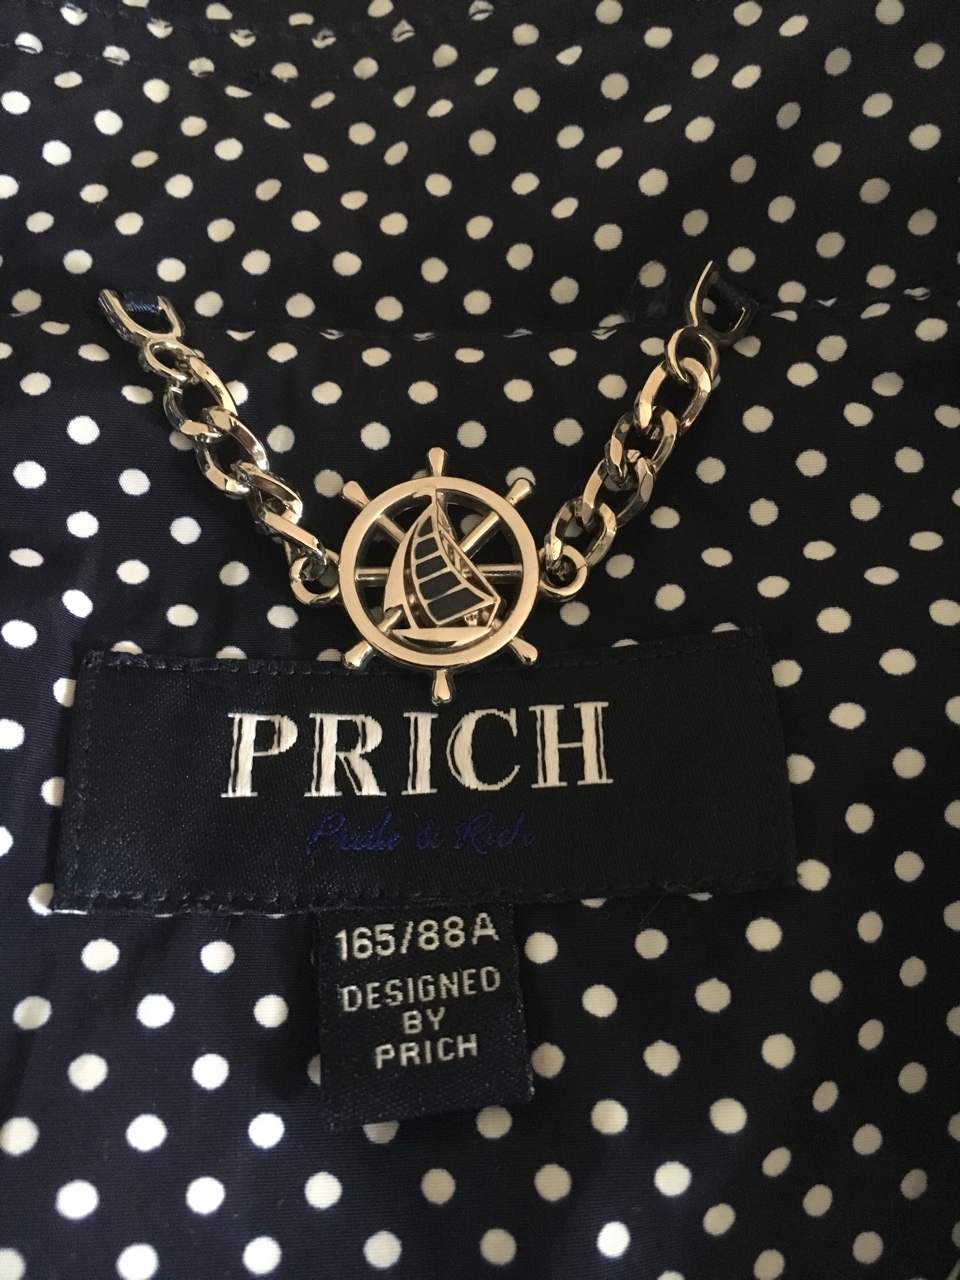 PRICH
Pride & Rich
165/88A
DESIGNED
BY
PRICH